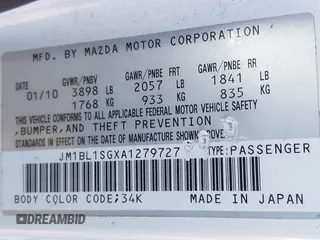 MFD. BY MAZDA MOTOR CORPORATION
GVWR/PNBV GAWR/PNBE FR GAWR/PNBE RR
01/10 3898 LB 2057 LB 1841 LB
1768 KG 933 KG 835 KG
THIS VEHICLE CONFORMS TO ALL APPLICABLE FEDERAL MOTOR VEHICLE SAFETY
,BUMPER,AND THEFT PREVENTION
STANDARDS IN EFFECT ON THE DATE OF MANUFACTURE SHOWN ABOVE.
JM1BL1SGXA1279727 TYPE:PASSENGER
BODY COLOR CODE;34K MADE IN JAPAN
DREAMBID